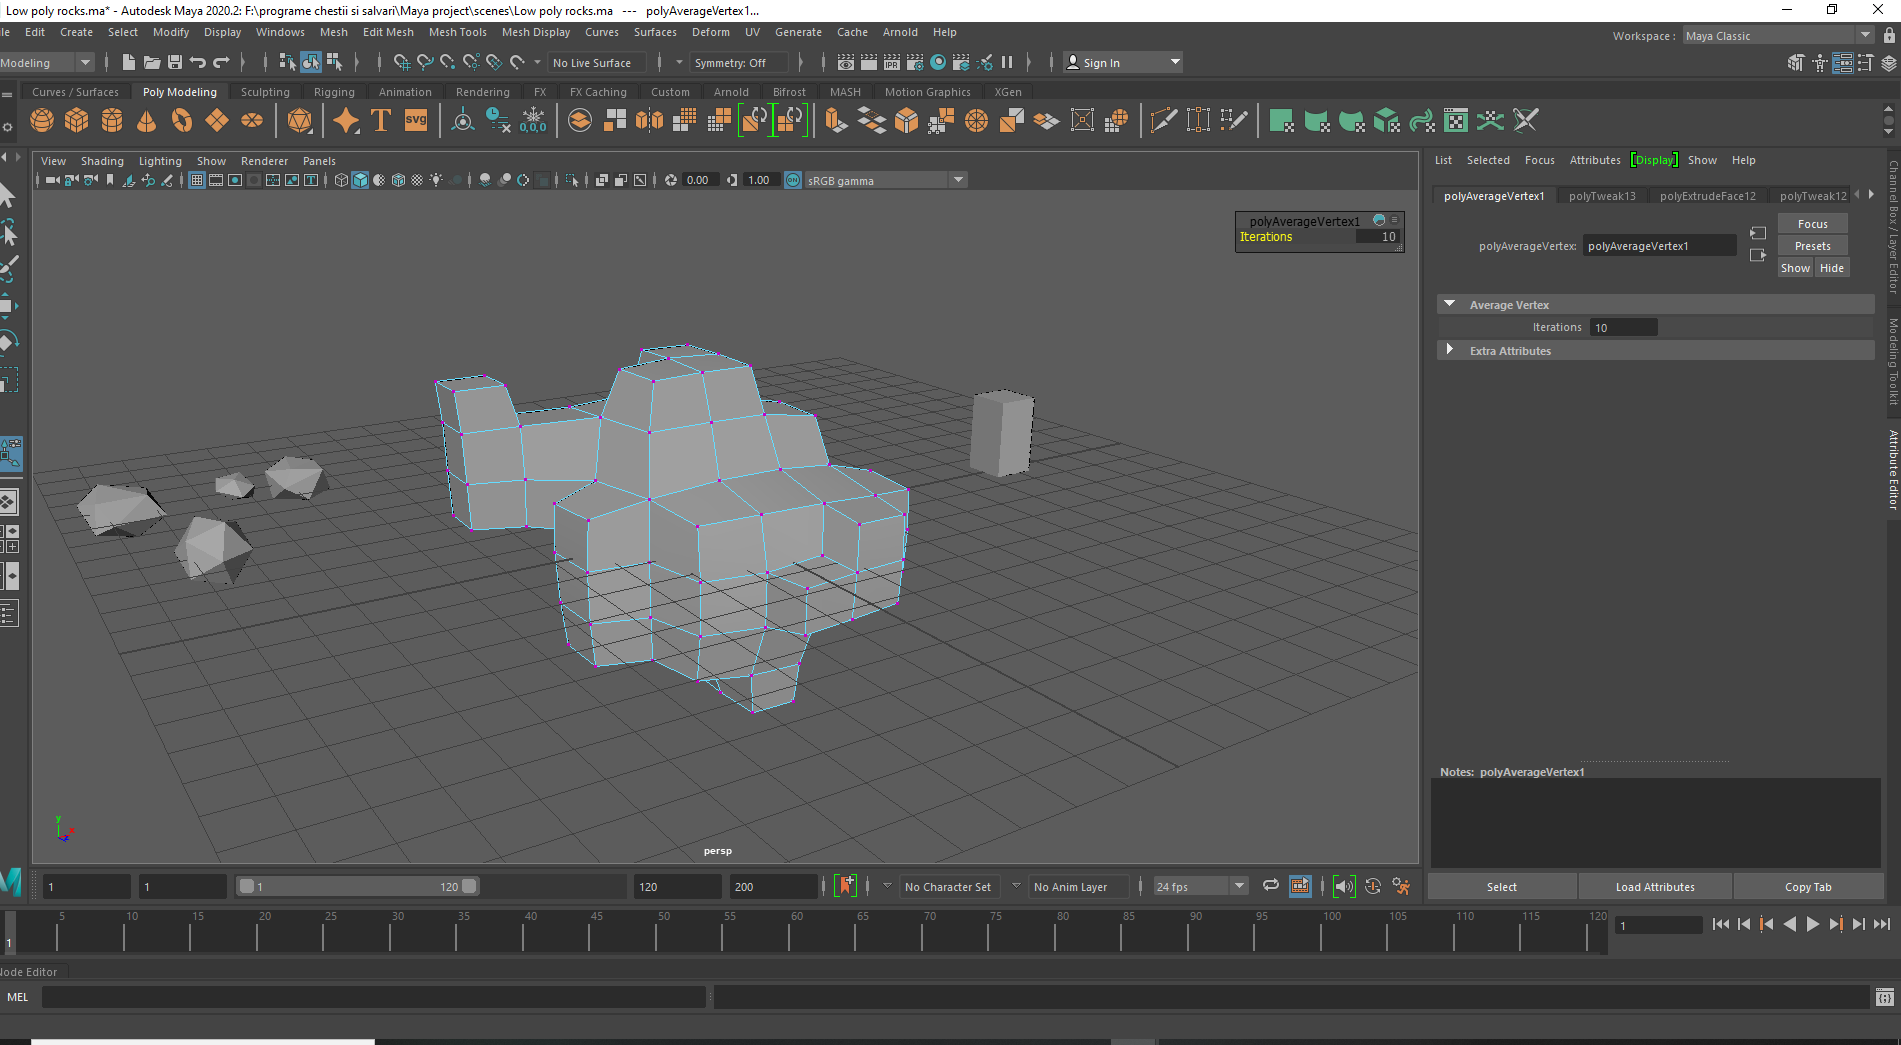 Low poly rocks.ma* - Autodesk Maya 2020.2: F:\programe chestii si salvari\Maya project\scenes\Low poly rocks.ma   ---   polyAverageVertex1...
Edit Create Select Modify Display Windows Mesh Edit Mesh Mesh Tools Mesh Display Curves Surfaces Deform UV Generate Cache Arnold Help
Workspace : Maya Classic
Modeling
No Live Surface
Symmetry: Off
IPR
Sign In
Curves / Surfaces Poly Modeling Sculpting Rigging Animation Rendering FX FX Caching Custom Arnold Bifrost MASH Motion Graphics XGen
T svg 0,0,0
View Shading Lighting Show Renderer Panels
0.00 1.00 ON sRGB gamma
polyAverageVertex1
Iterations 10
persp
y
x
List Selected Focus Attributes [Display] Show Help
polyAverageVertex1 polyTweak13 polyExtrudeFace12 polyTweak12
polyAverageVertex: polyAverageVertex1
Focus
Presets
Show Hide
Average Vertex
Iterations 10
Extra Attributes
Channel Box / Layer Editor
Modeling Toolkit
Attribute Editor
Notes: polyAverageVertex1
Select Load Attributes Copy Tab
1 1 1 120 120 200 No Character Set No Anim Layer 24 fps
5 10 15 20 25 30 35 40 45 50 55 60 65 70 75 80 85 90 95 100 105 110 115 120
1 1
Node Editor
MEL